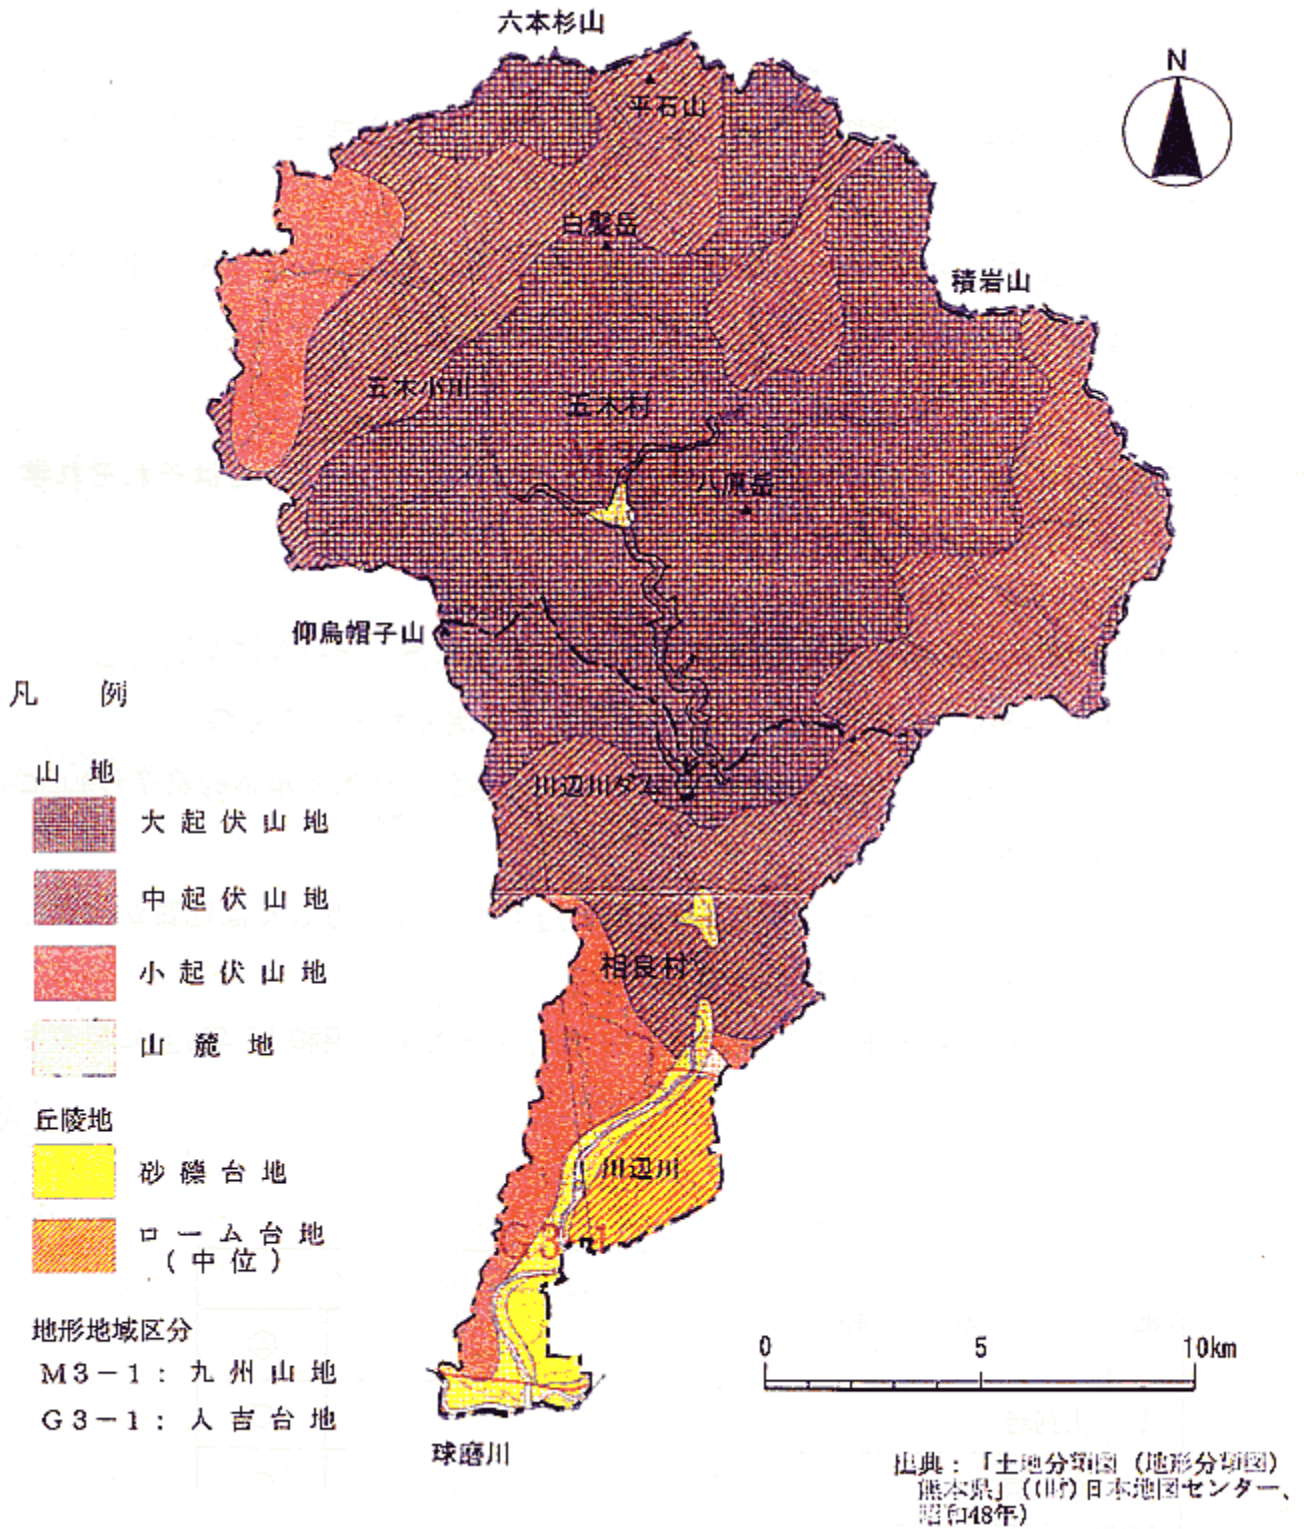 六本杉山
N
平石山
白髪岳
積岩山
五木小川
五木村
八原岳
仰烏帽子山
凡 例
山 地
大起伏山地
中起伏山地
小起伏山地
山麓地
丘陵地
砂礫台地
ローム台地
(中位)
川辺川ダム
相良村
川辺川
G3-1
地形地域区分
M3-1：九州山地
G3-1：人吉台地
0 5 10km
球磨川
出典：「土地分類図（地形分類図）
熊本県」（(財)日本地図センター、
昭和48年）